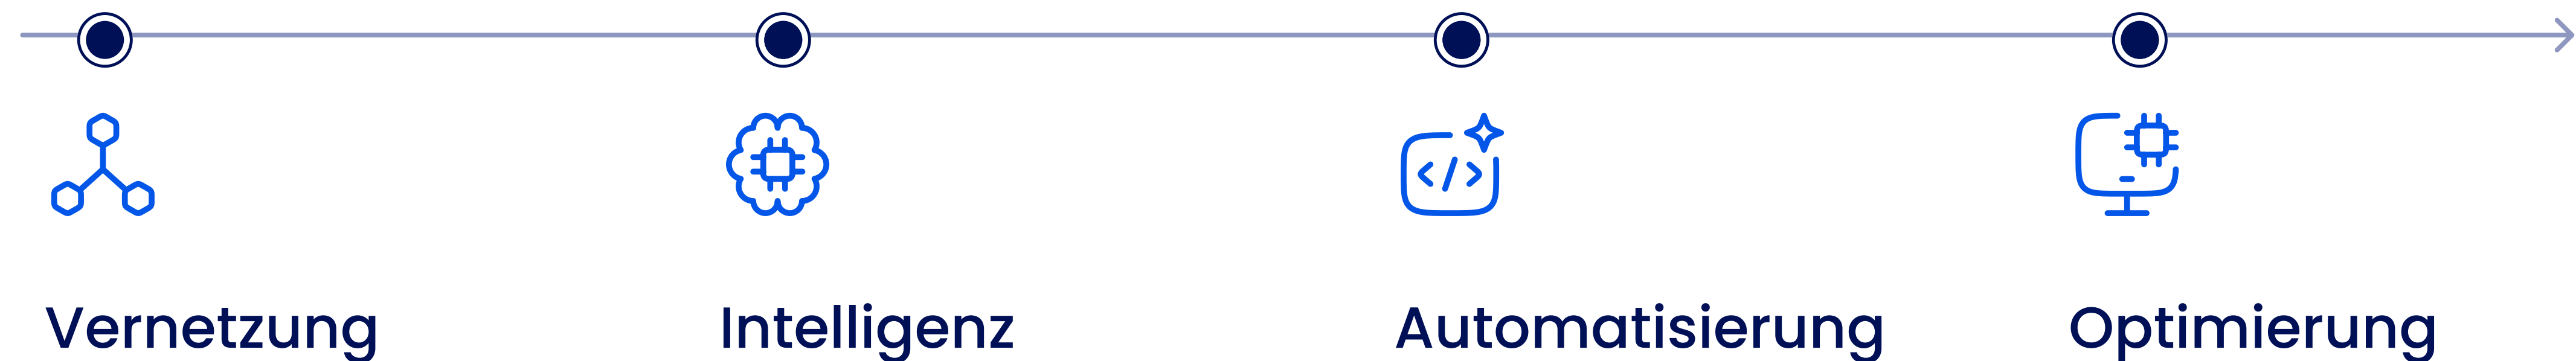 Vernetzung
Intelligenz
Automatisierung
Optimierung